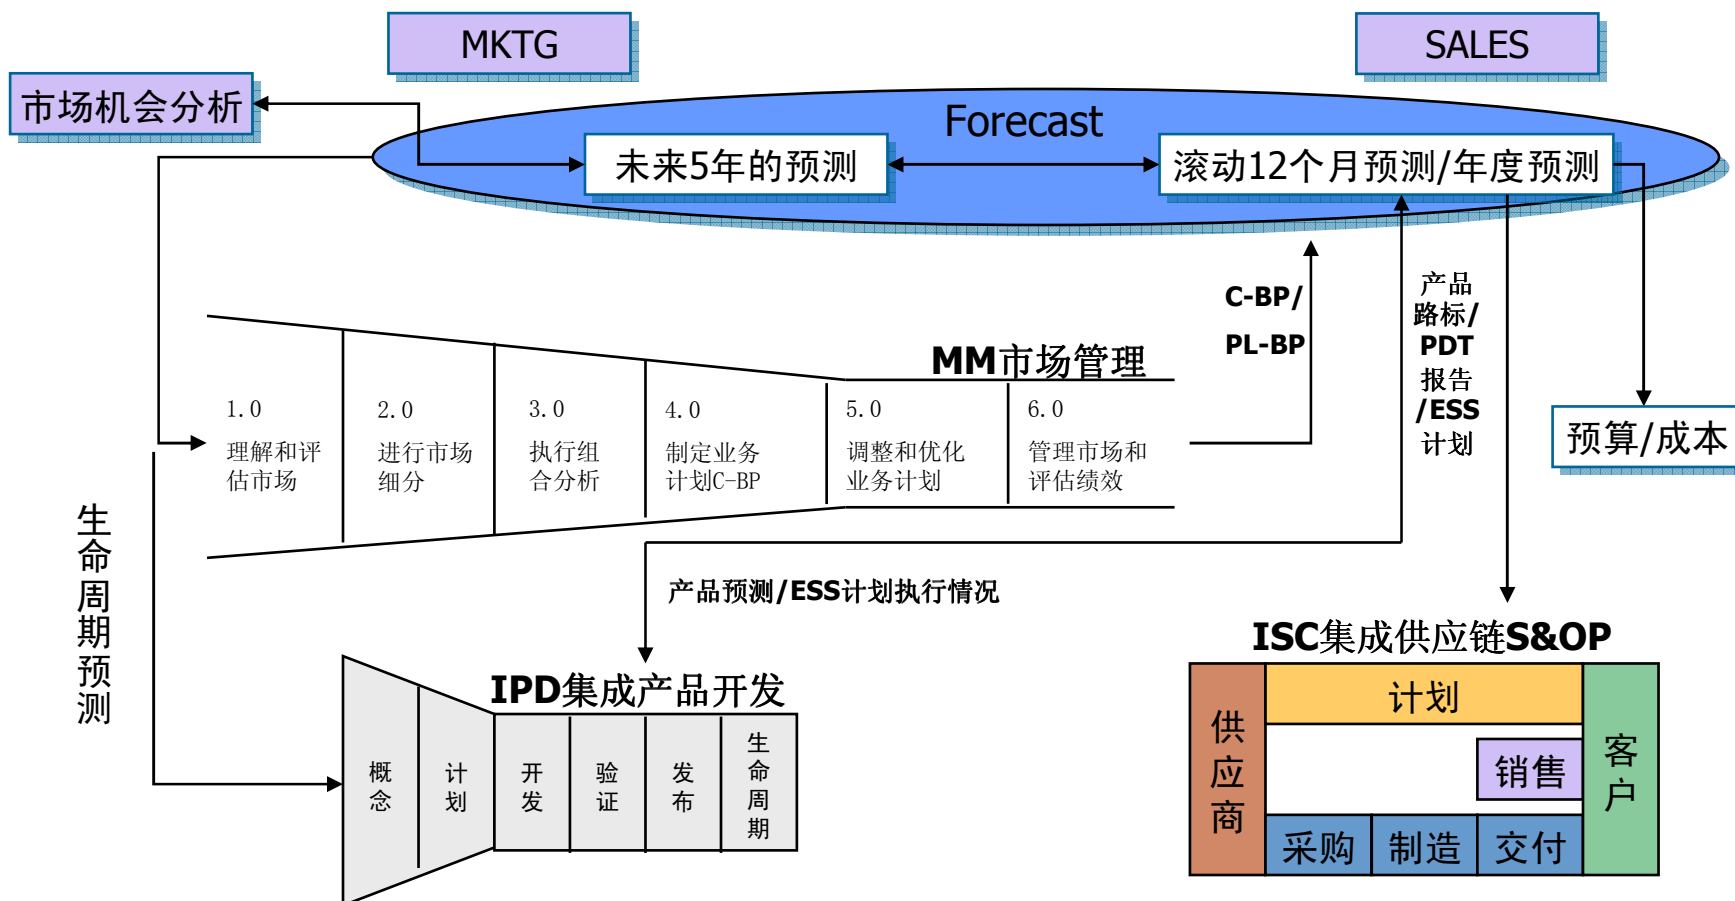 MKTG
SALES
市场机会分析
Forecast
未来5年的预测
滚动12个月预测/年度预测
C-BP/
PL-BP
产品
路标/
PDT
报告
/ESS
计划
MM市场管理
1.0
理解和评
估市场
2.0
进行市场
细分
3.0
执行组
合分析
4.0
制定业务
计划C-BP
5.0
调整和优化
业务计划
6.0
管理市场和
评估绩效
预算/成本
生命周期预测
产品预测/ESS计划执行情况
IPD集成产品开发
概念
计划
开发
验证
发布
生命周期
ISC集成供应链S&OP
供应商
计划
销售
客户
采购
制造
交付